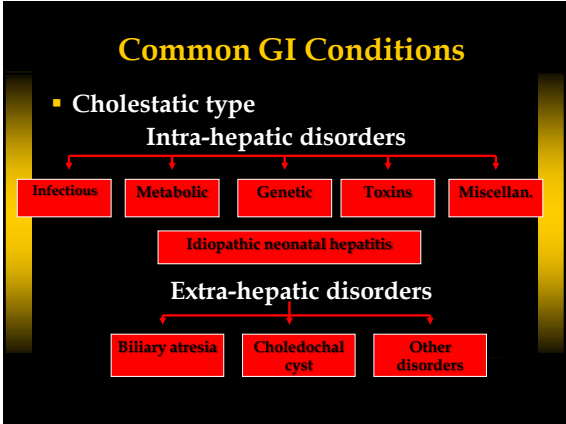 Common GI Conditions
▪ Cholestatic type
Intra-hepatic disorders
Infectious Metabolic Genetic Toxins Miscellan.
Idiopathic neonatal hepatitis
Extra-hepatic disorders
Biliary atresia Choledochal Other
cyst disorders